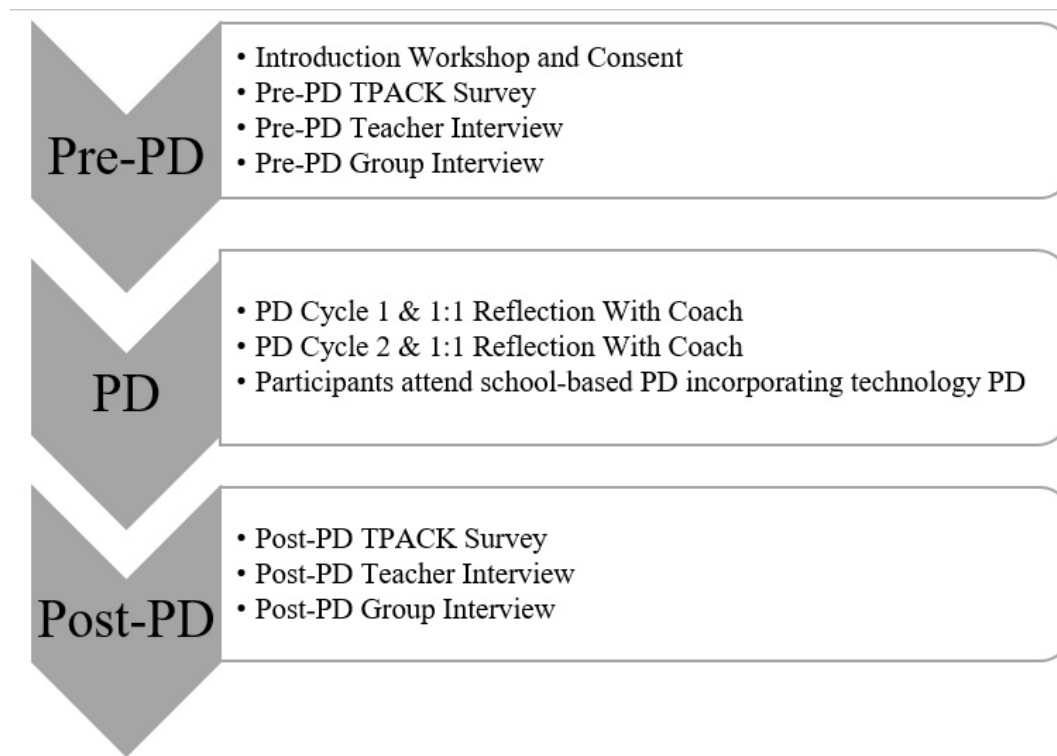 Pre-PD
• Introduction Workshop and Consent
• Pre-PD TPACK Survey
• Pre-PD Teacher Interview
• Pre-PD Group Interview
PD
• PD Cycle 1 & 1:1 Reflection With Coach
• PD Cycle 2 & 1:1 Reflection With Coach
• Participants attend school-based PD incorporating technology PD
Post-PD
• Post-PD TPACK Survey
• Post-PD Teacher Interview
• Post-PD Group Interview